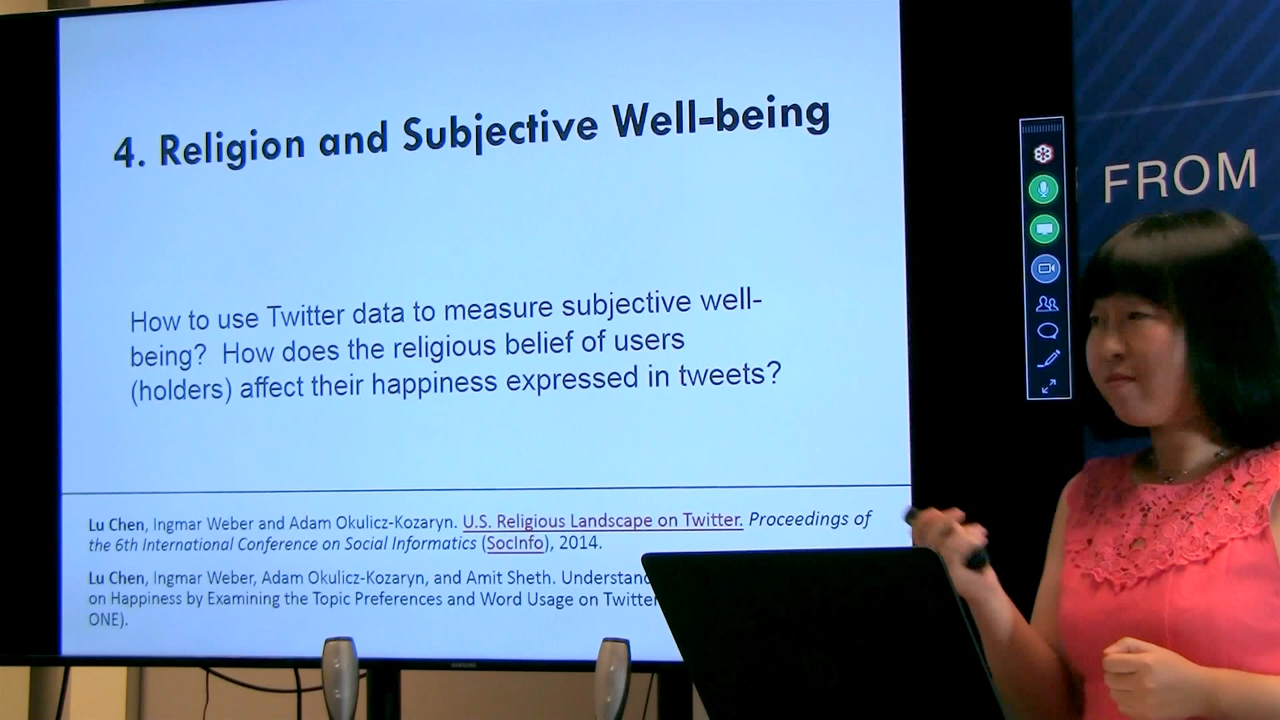 4. Religion and Subjective Well-being
How to use Twitter data to measure subjective well-
being? How does the religious belief of users
(holders) affect their happiness expressed in tweets?
Lu Chen, Ingmar Weber and Adam Okulicz-Kozaryn. U.S. Religious Landscape on Twitter. Proceedings of
the 6th International Conference on Social Informatics (SocInfo), 2014.
Lu Chen, Ingmar Weber, Adam Okulicz-Kozaryn, and Amit Sheth.
on Happiness by Examining the Topic Preferences and Word Usage on Twitter
ONE).
FROM
SAMSUNG